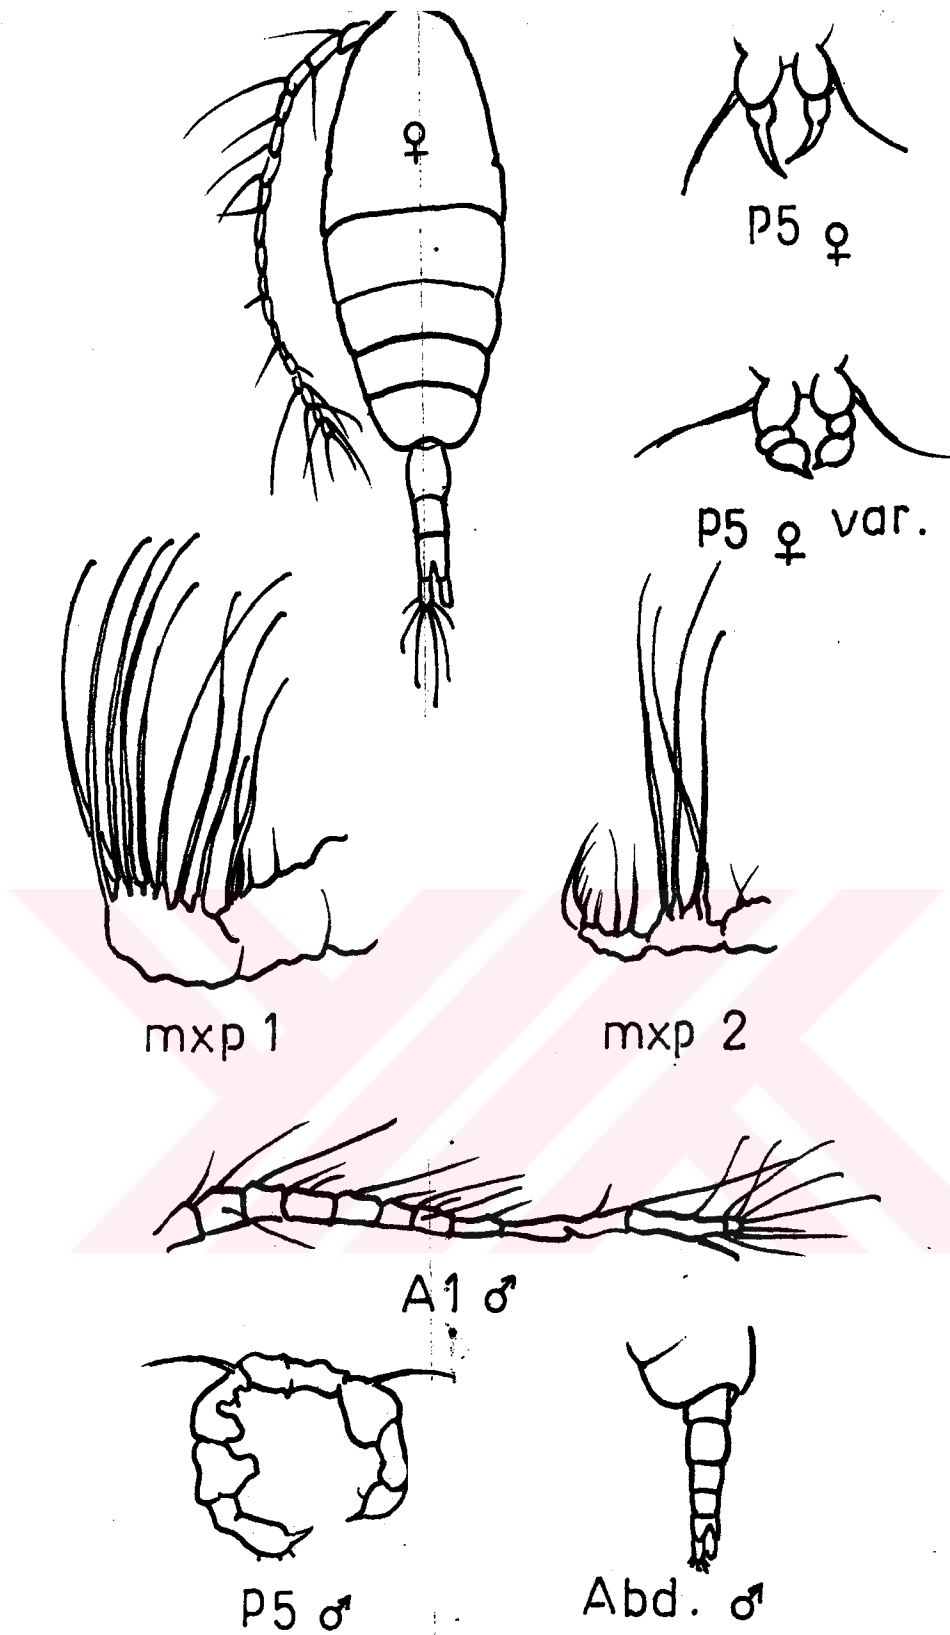 ♀
P5 ♀
P5 ♀ var.
mxp 1
mxp 2
A1 ♂
P5 ♂
Abd. ♂